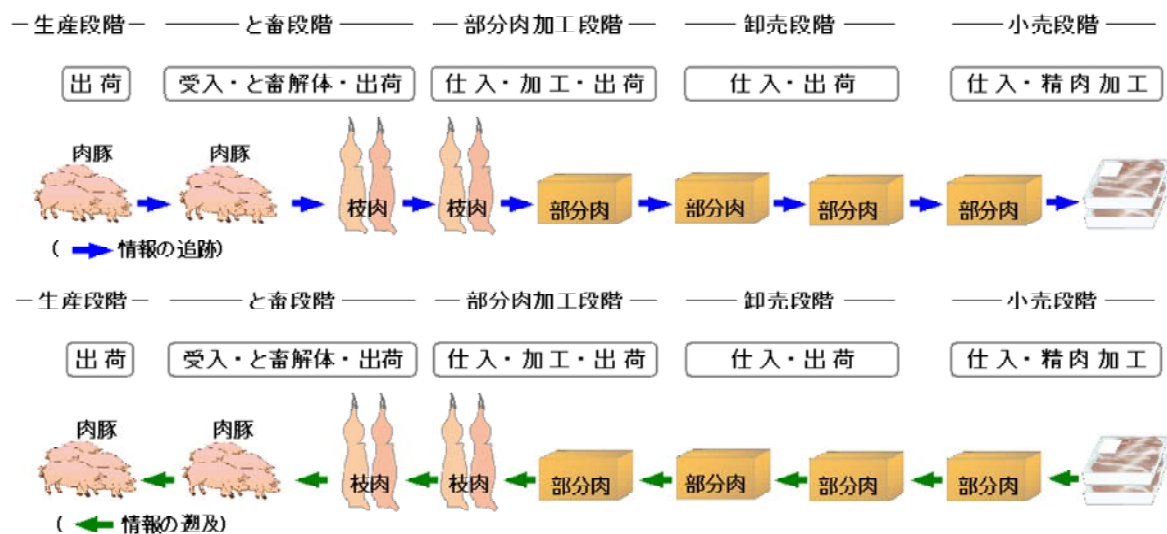 生産段階 と畜段階 部分肉加工段階 卸売段階 小売段階
出荷 受入・と畜解体・出荷 仕入・加工・出荷 仕入・出荷 仕入・精肉加工
肉豚 肉豚
枝肉 枝肉 部分肉 部分肉 部分肉 部分肉
( 情報の追跡)
生産段階 と畜段階 部分肉加工段階 卸売段階 小売段階
出荷 受入・と畜解体・出荷 仕入・加工・出荷 仕入・出荷 仕入・精肉加工
肉豚 肉豚
枝肉 枝肉 部分肉 部分肉 部分肉 部分肉
( 情報の遡及)